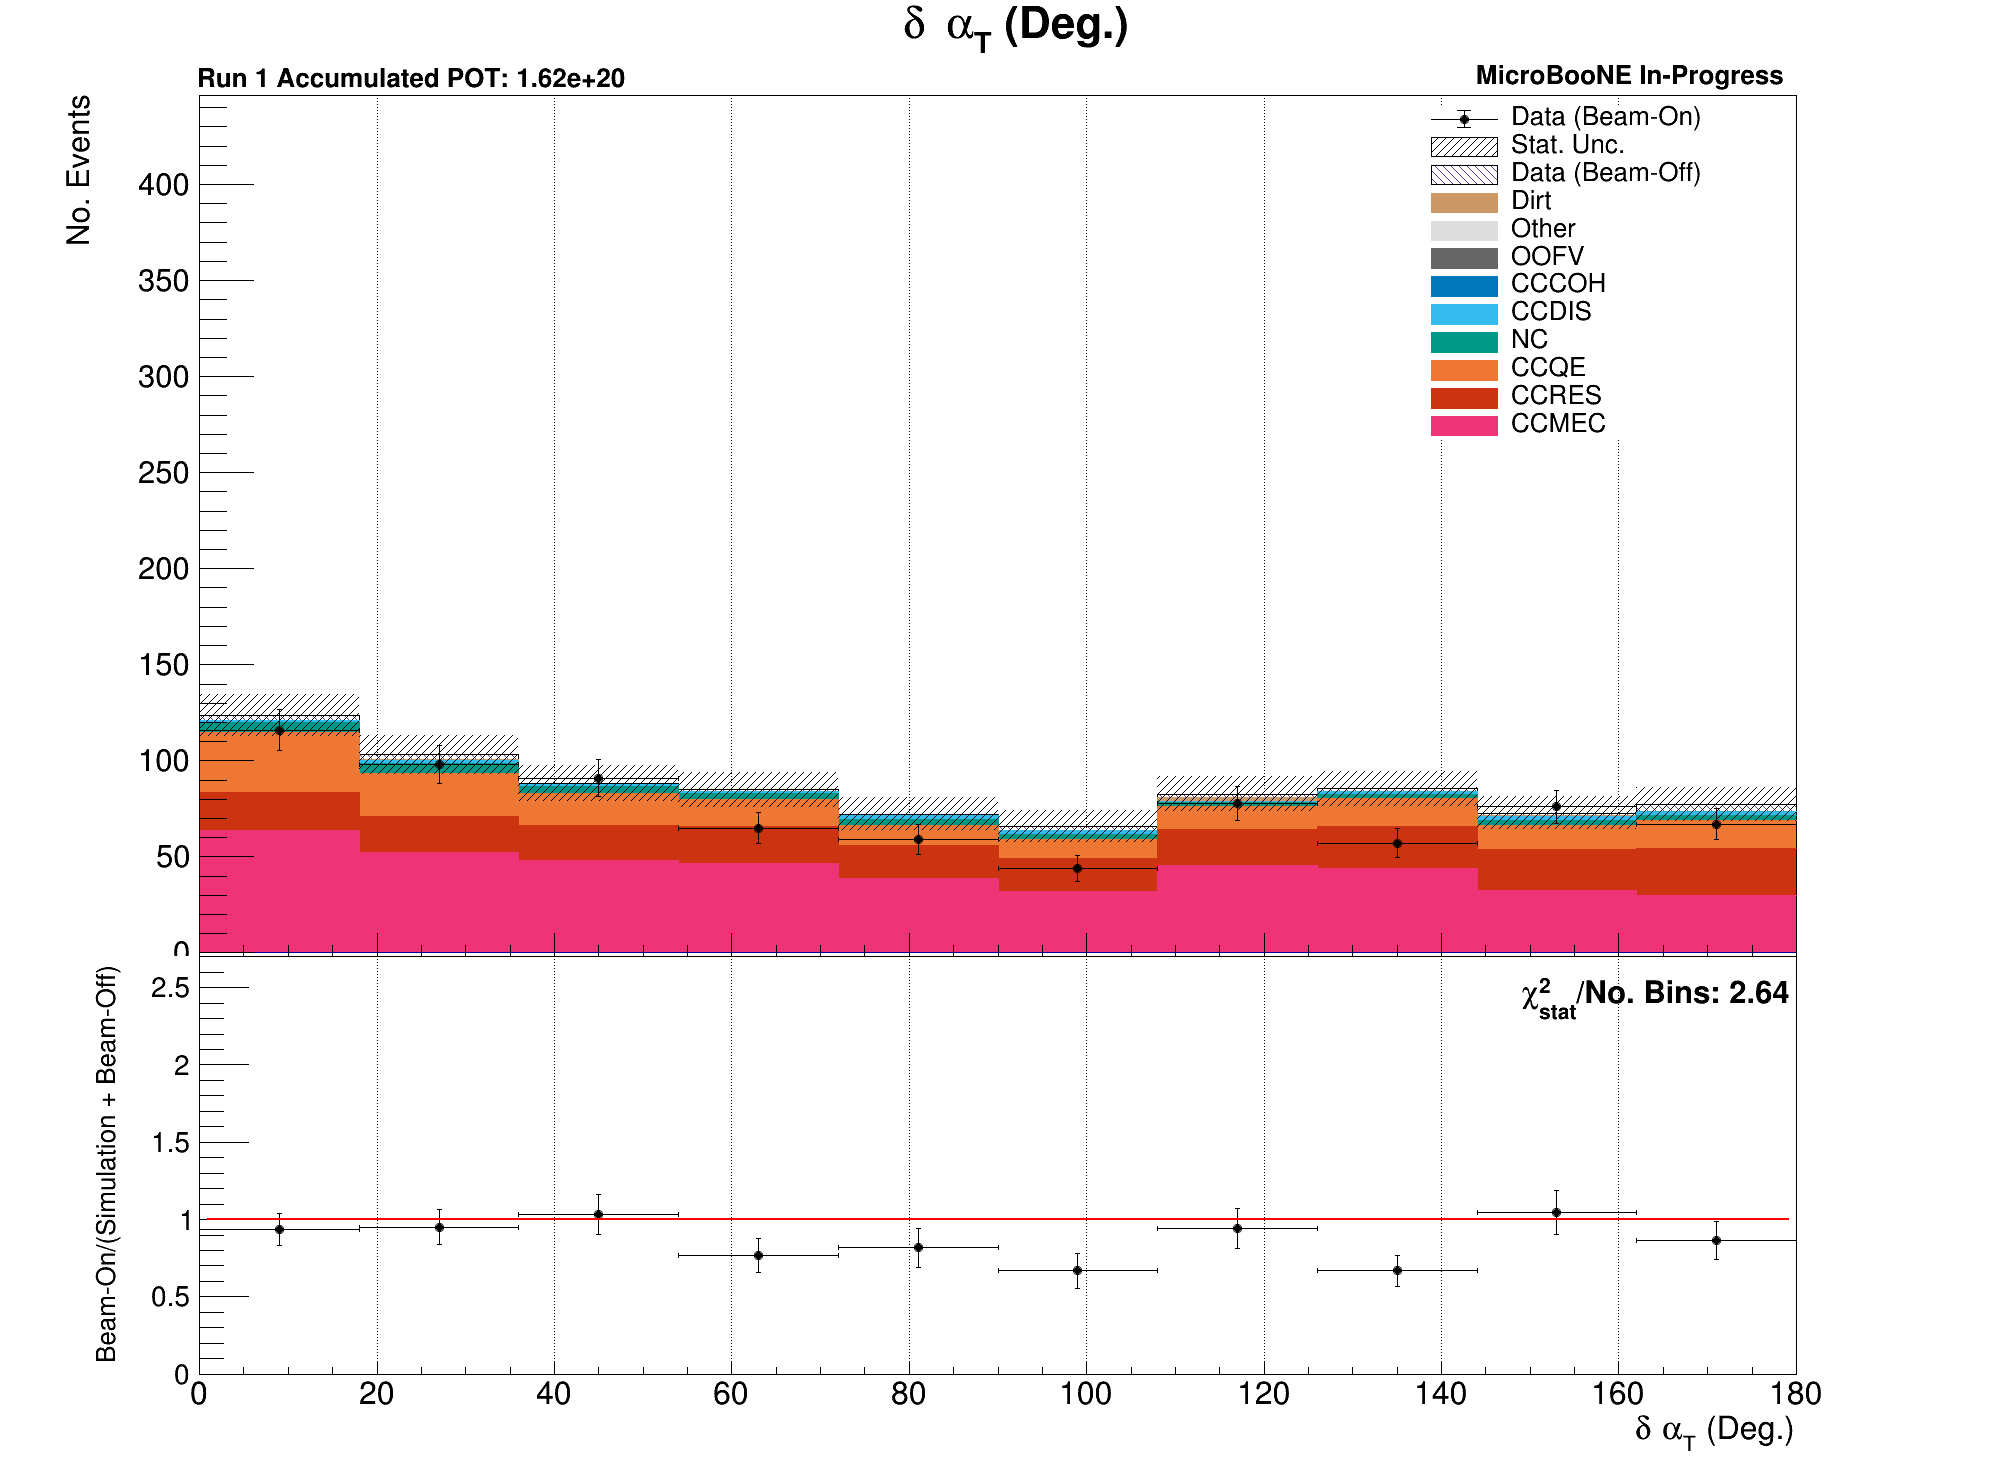 δ α_T (Deg.)
Run 1 Accumulated POT: 1.62e+20
MicroBooNE In-Progress
No. Events
400
350
300
250
200
150
100
50
0
Data (Beam-On)
Stat. Unc.
Data (Beam-Off)
Dirt
Other
OOFV
CCCOH
CCDIS
NC
CCQE
CCRES
CCMEC
Beam-On/(Simulation + Beam-Off)
2.5
2
1.5
1
0.5
0
χ²_stat/No. Bins: 2.64
0 20 40 60 80 100 120 140 160 180
δ α_T (Deg.)